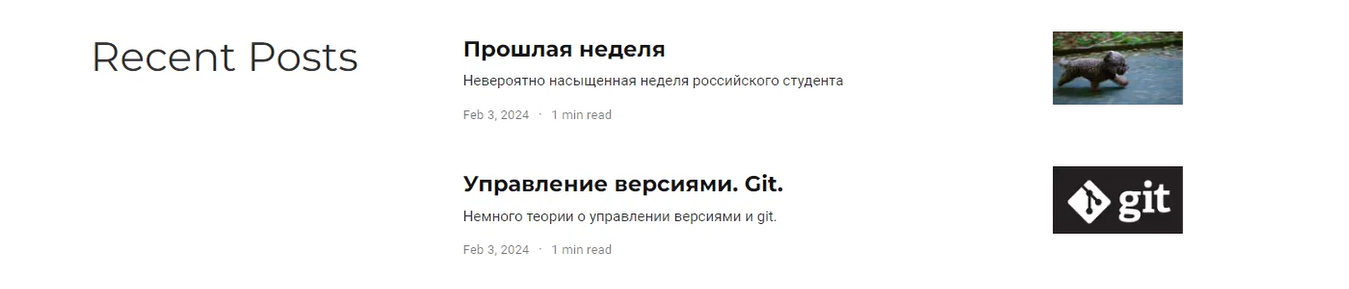 Recent Posts
Прошлая неделя
Невероятно насыщенная неделя российского студента
Feb 3, 2024 · 1 min read
Управление версиями. Git.
Немного теории о управлении версиями и git.
Feb 3, 2024 · 1 min read
git